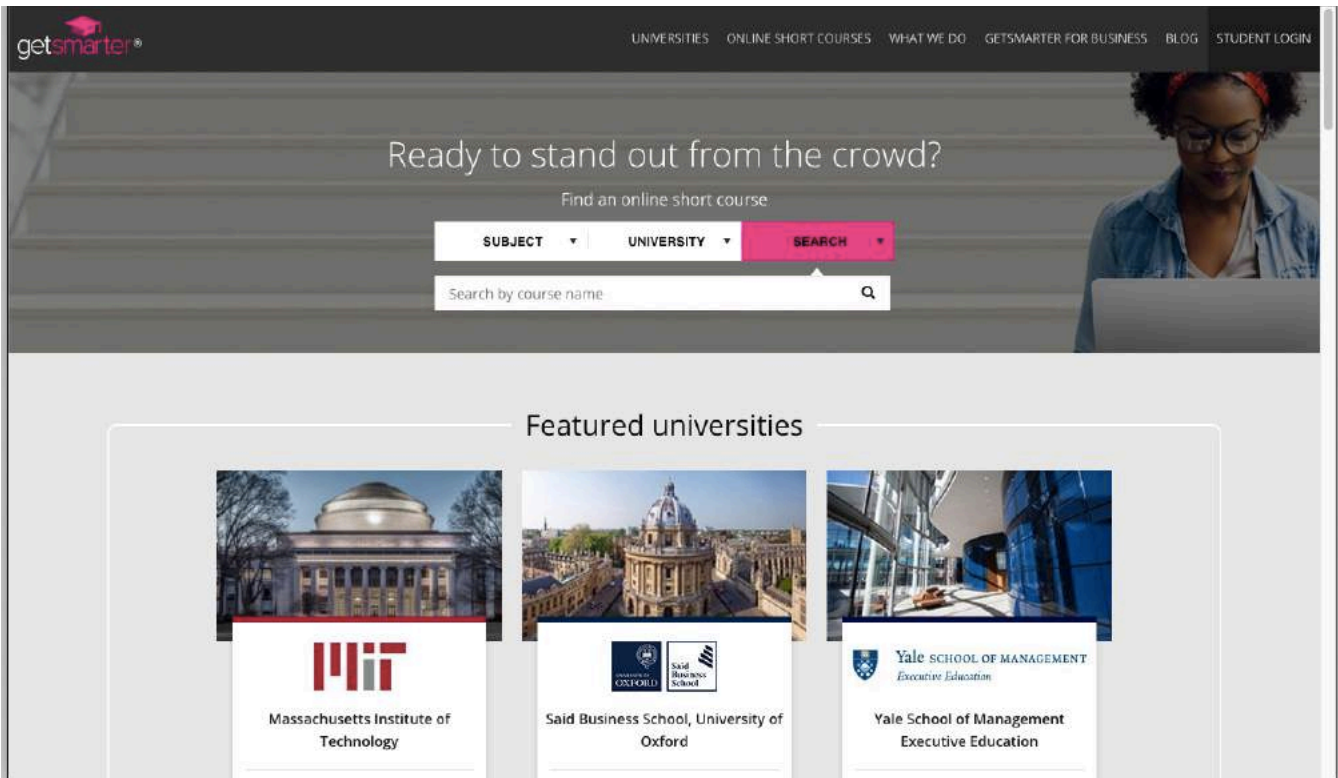 getsmarter®
UNIVERSITIES ONLINE SHORT COURSES WHAT WE DO GETSMARTER FOR BUSINESS BLOG STUDENT LOGIN
Ready to stand out from the crowd?
Find an online short course
SUBJECT UNIVERSITY SEARCH
Search by course name
Featured universities
MIT
UNIVERSITY OF
OXFORD
Saïd
Business
School
Yale SCHOOL OF MANAGEMENT
Executive Education
Massachusetts Institute of
Technology
Said Business School, University of
Oxford
Yale School of Management
Executive Education